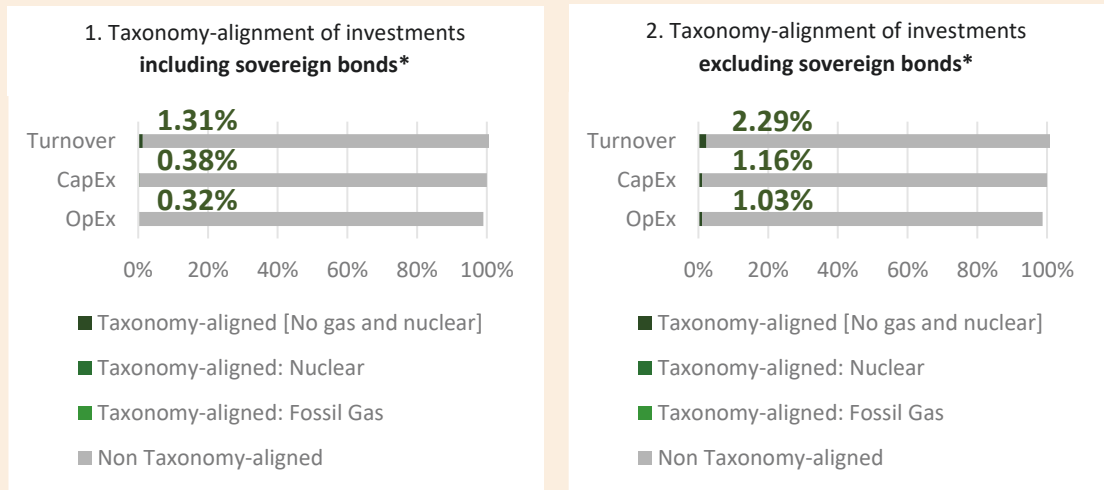 1. Taxonomy-alignment of investments
including sovereign bonds*
1.31%
Turnover
0.38%
CapEx
0.32%
OpEx
0% 20% 40% 60% 80% 100%
Taxonomy-aligned [No gas and nuclear]
Taxonomy-aligned: Nuclear
Taxonomy-aligned: Fossil Gas
Non Taxonomy-aligned
2. Taxonomy-alignment of investments
excluding sovereign bonds*
2.29%
Turnover
1.16%
CapEx
1.03%
OpEx
0% 20% 40% 60% 80% 100%
Taxonomy-aligned [No gas and nuclear]
Taxonomy-aligned: Nuclear
Taxonomy-aligned: Fossil Gas
Non Taxonomy-aligned